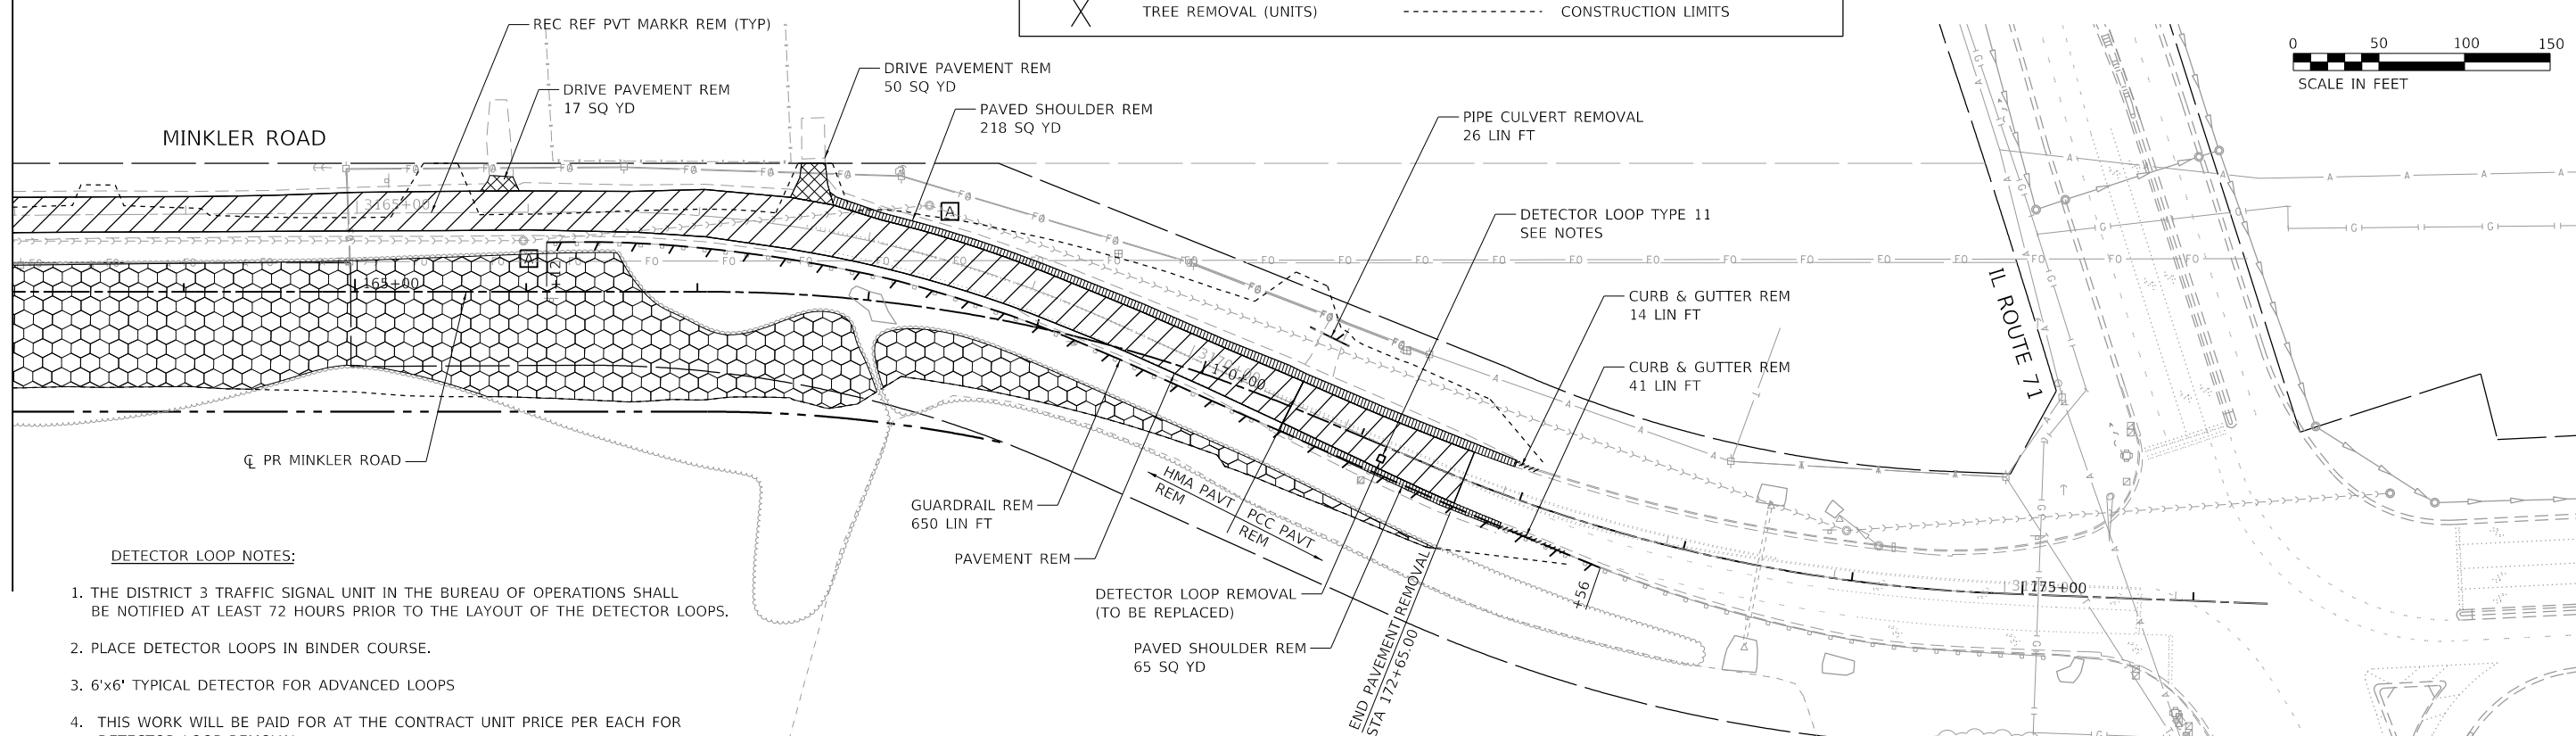 TREE REMOVAL (UNITS)
CONSTRUCTION LIMITS
0 50 100 150
SCALE IN FEET
REC REF PVT MARKR REM (TYP)
DRIVE PAVEMENT REM
17 SQ YD
DRIVE PAVEMENT REM
50 SQ YD
PAVED SHOULDER REM
218 SQ YD
MINKLER ROAD
PIPE CULVERT REMOVAL
26 LIN FT
DETECTOR LOOP TYPE 11
SEE NOTES
CURB & GUTTER REM
14 LIN FT
CURB & GUTTER REM
41 LIN FT
IL ROUTE 71
A
A
3165+00
165+00
170+00
175+00
℄ PR MINKLER ROAD
GUARDRAIL REM
650 LIN FT
PAVEMENT REM
HMA PAVT
REM
PCC PAVT
REM
DETECTOR LOOP REMOVAL
(TO BE REPLACED)
PAVED SHOULDER REM
65 SQ YD
END PAVEMENT REMOVAL
STA 172+65.00
+56
DETECTOR LOOP NOTES:
1. THE DISTRICT 3 TRAFFIC SIGNAL UNIT IN THE BUREAU OF OPERATIONS SHALL
BE NOTIFIED AT LEAST 72 HOURS PRIOR TO THE LAYOUT OF THE DETECTOR LOOPS.
2. PLACE DETECTOR LOOPS IN BINDER COURSE.
3. 6'x6' TYPICAL DETECTOR FOR ADVANCED LOOPS
4. THIS WORK WILL BE PAID FOR AT THE CONTRACT UNIT PRICE PER EACH FOR